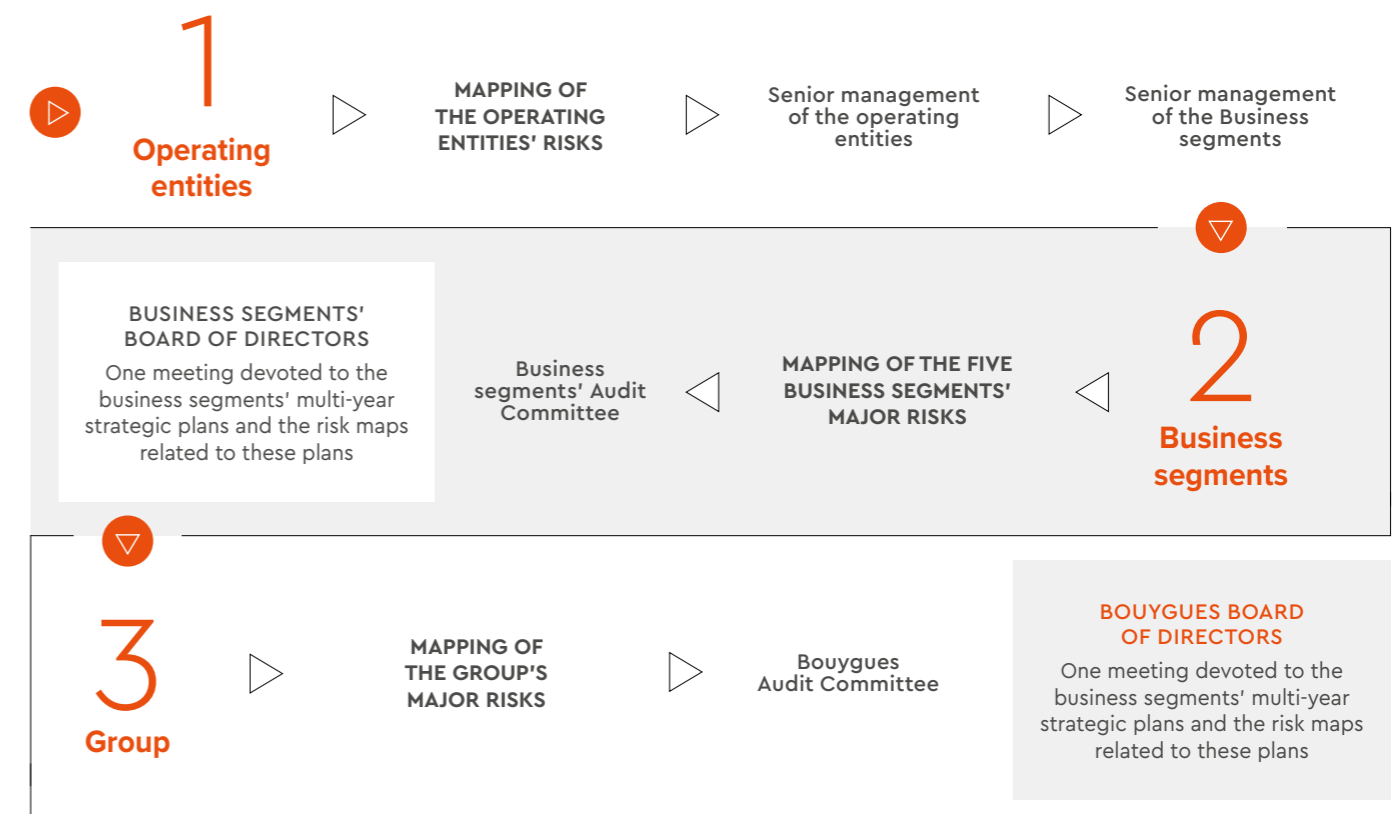 1
Operating
entities
MAPPING OF
THE OPERATING
ENTITIES' RISKS
Senior management
of the operating
entities
Senior management
of the Business
segments
2
Business
segments
MAPPING OF THE FIVE
BUSINESS SEGMENTS'
MAJOR RISKS
Business
segments' Audit
Committee
BUSINESS SEGMENTS'
BOARD OF DIRECTORS
One meeting devoted to the
business segments' multi-year
strategic plans and the risk maps
related to these plans
3
Group
MAPPING OF
THE GROUP'S
MAJOR RISKS
Bouygues
Audit Committee
BOUYGUES BOARD
OF DIRECTORS
One meeting devoted to the
business segments' multi-year
strategic plans and the risk maps
related to these plans